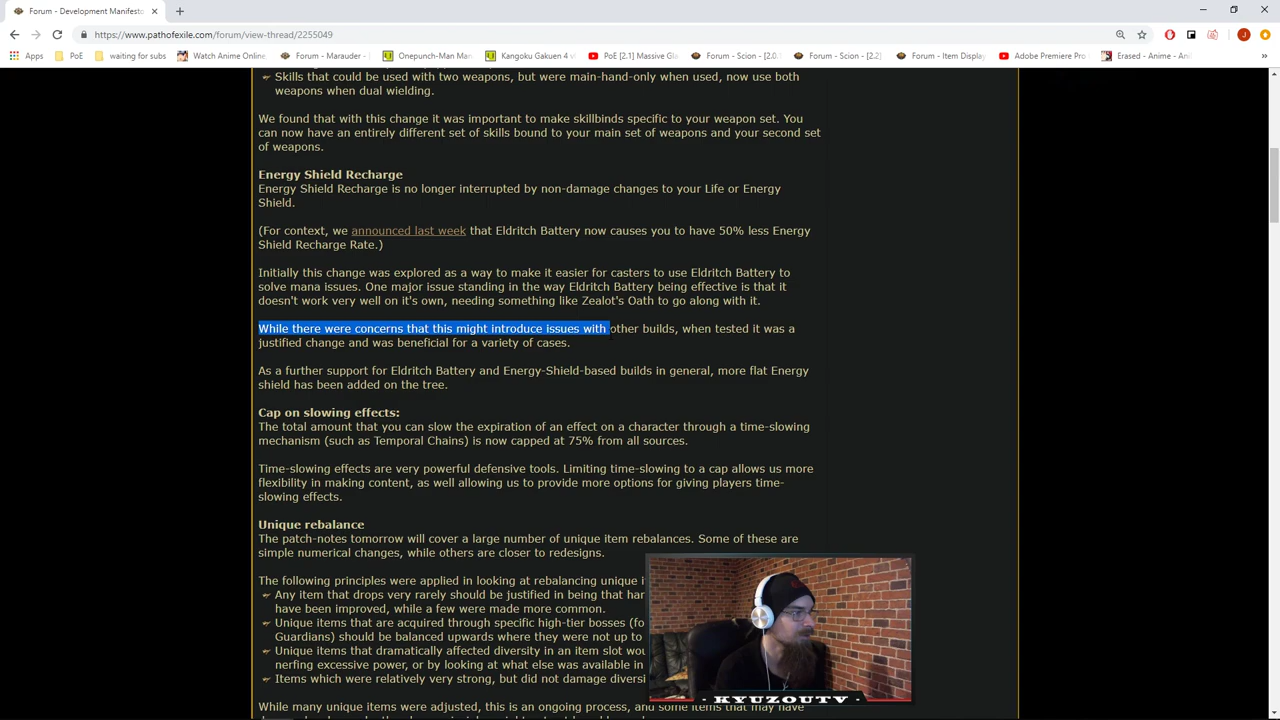 Forum - Development Manifesto
https://www.pathofexile.com/forum/view-thread/2255049
Apps
PoE
waiting for subs
Watch Anime Online
Forum - Marauder -
Onepunch-Man Man
Kangoku Gakuen 4 v
PoE [2.1] Massive Gl
Forum - Scion - [2.0.
Forum - Scion - [2.2]
Forum - Item Display
Adobe Premiere Pro
Erased - Anime - An
Skills that could be used with two weapons, but were main-hand-only when used, now use both
weapons when dual wielding.
We found that with this change it was important to make skillbinds specific to your weapon set. You
can now have an entirely different set of skills bound to your main set of weapons and your second set
of weapons.
Energy Shield Recharge
Energy Shield Recharge is no longer interrupted by non-damage changes to your Life or Energy
Shield.
(For context, we announced last week that Eldritch Battery now causes you to have 50% less Energy
Shield Recharge Rate.)
Initially this change was explored as a way to make it easier for casters to use Eldritch Battery to
solve mana issues. One major issue standing in the way Eldritch Battery being effective is that it
doesn't work very well on it's own, needing something like Zealot's Oath to go along with it.
While there were concerns that this might introduce issues with other builds, when tested it was a
justified change and was beneficial for a variety of cases.
As a further support for Eldritch Battery and Energy-Shield-based builds in general, more flat Energy
shield has been added on the tree.
Cap on slowing effects:
The total amount that you can slow the expiration of an effect on a character through a time-slowing
mechanism (such as Temporal Chains) is now capped at 75% from all sources.
Time-slowing effects are very powerful defensive tools. Limiting time-slowing to a cap allows us more
flexibility in making content, as well allowing us to provide more options for giving players time-
slowing effects.
Unique rebalance
The patch-notes tomorrow will cover a large number of unique item rebalances. Some of these are
simple numerical changes, while others are closer to redesigns.
The following principles were applied in looking at rebalancing unique i
Any item that drops very rarely should be justified in being that har
have been improved, while a few were made more common.
Unique items that are acquired through specific high-tier bosses (fo
Guardians) should be balanced upwards where they were not up to
Unique items that dramatically affected diversity in an item slot wou
nerfing excessive power, or by looking at what else was available in
Items which were relatively very strong, but did not damage diversi
While many unique items were adjusted, this is an ongoing process, and some items that may have
KYUZOUTV